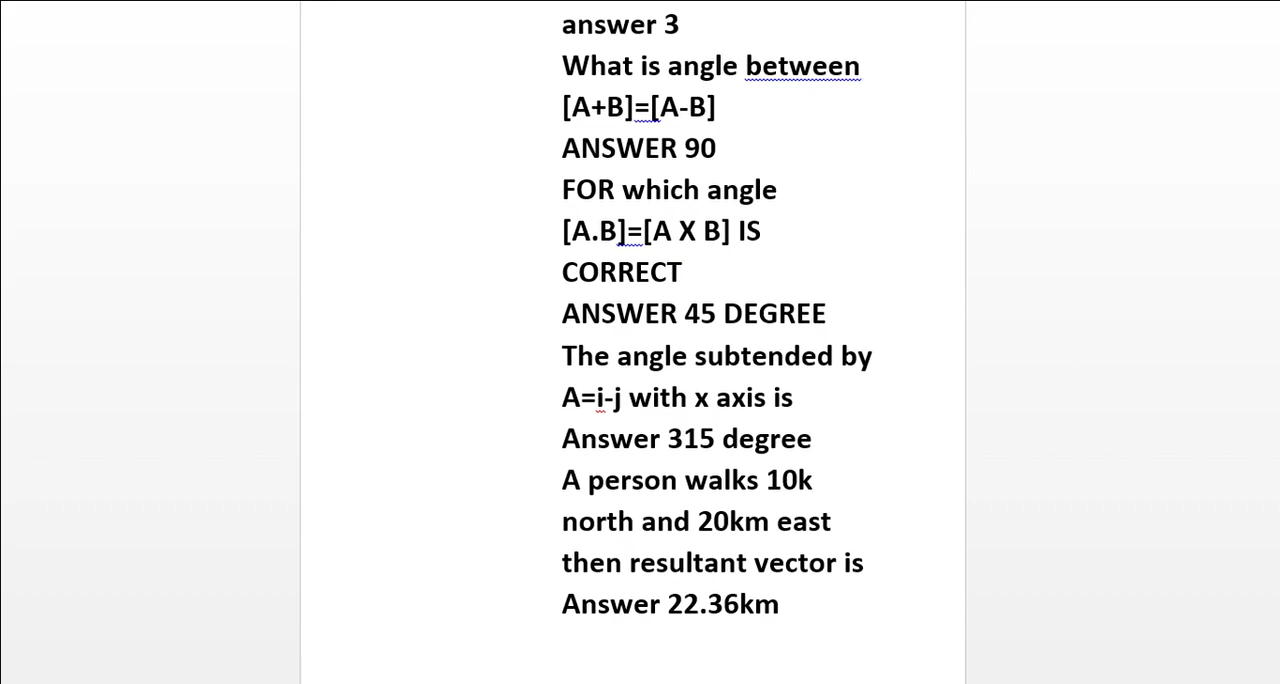 answer 3
What is angle between
[A+B]=[A-B]
ANSWER 90
FOR which angle
[A.B]=[A X B] IS
CORRECT
ANSWER 45 DEGREE
The angle subtended by
A=i-j with x axis is
Answer 315 degree
A person walks 10k
north and 20km east
then resultant vector is
Answer 22.36km